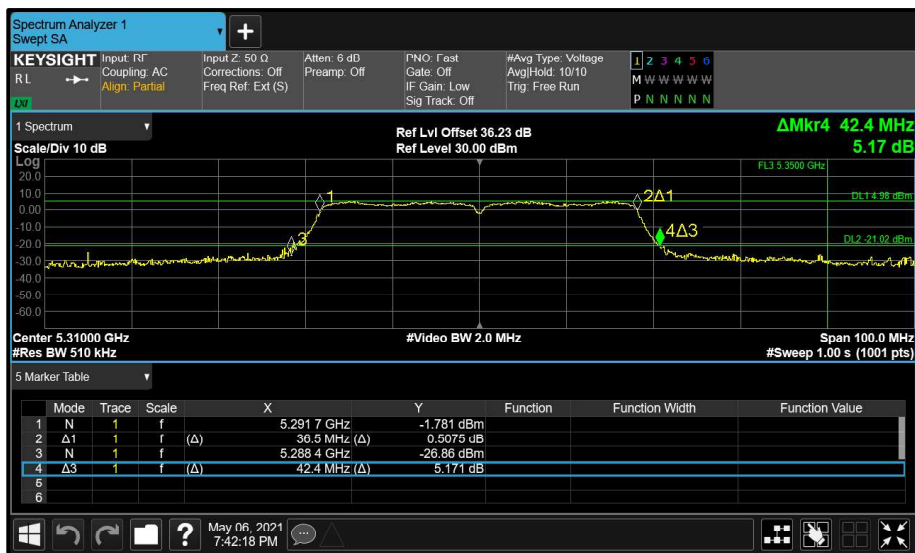 Spectrum Analyzer 1
Swept SA
KEYSIGHT
RL
LXI
Input: RF
Coupling: AC
Align: Partial
Input Z: 50 Ω
Corrections: Off
Freq Ref: Ext (S)
Atten: 6 dB
Preamp: Off
PNO: Fast
Gate: Off
IF Gain: Low
Sig Track: Off
#Avg Type: Voltage
Avg|Hold: 10/10
Trig: Free Run
1 2 3 4 5 6
M W W W W W
P N N N N N
1 Spectrum
Scale/Div 10 dB
Ref Lvl Offset 36.23 dB
Ref Level 30.00 dBm
ΔMkr4 42.4 MHz
5.17 dB
Log
FL3 5.3500 GHz
20.0
10.0
1
2Δ1
DL1 4.98 dBm
0.00
-10.0
3
4Δ3
-20.0
DL2 -21.02 dBm
-30.0
-40.0
-50.0
-60.0
Center 5.31000 GHz
#Video BW 2.0 MHz
Span 100.0 MHz
#Res BW 510 kHz
#Sweep 1.00 s (1001 pts)
5 Marker Table
Mode Trace Scale X Y Function Function Width Function Value
1 N 1 f 5.291 7 GHz -1.781 dBm
2 Δ1 1 f (Δ) 36.5 MHz (Δ) 0.5075 dB
3 N 1 f 5.288 4 GHz -26.86 dBm
4 Δ3 1 f (Δ) 42.4 MHz (Δ) 5.171 dB
5
6
?
May 06, 2021
7:42:18 PM